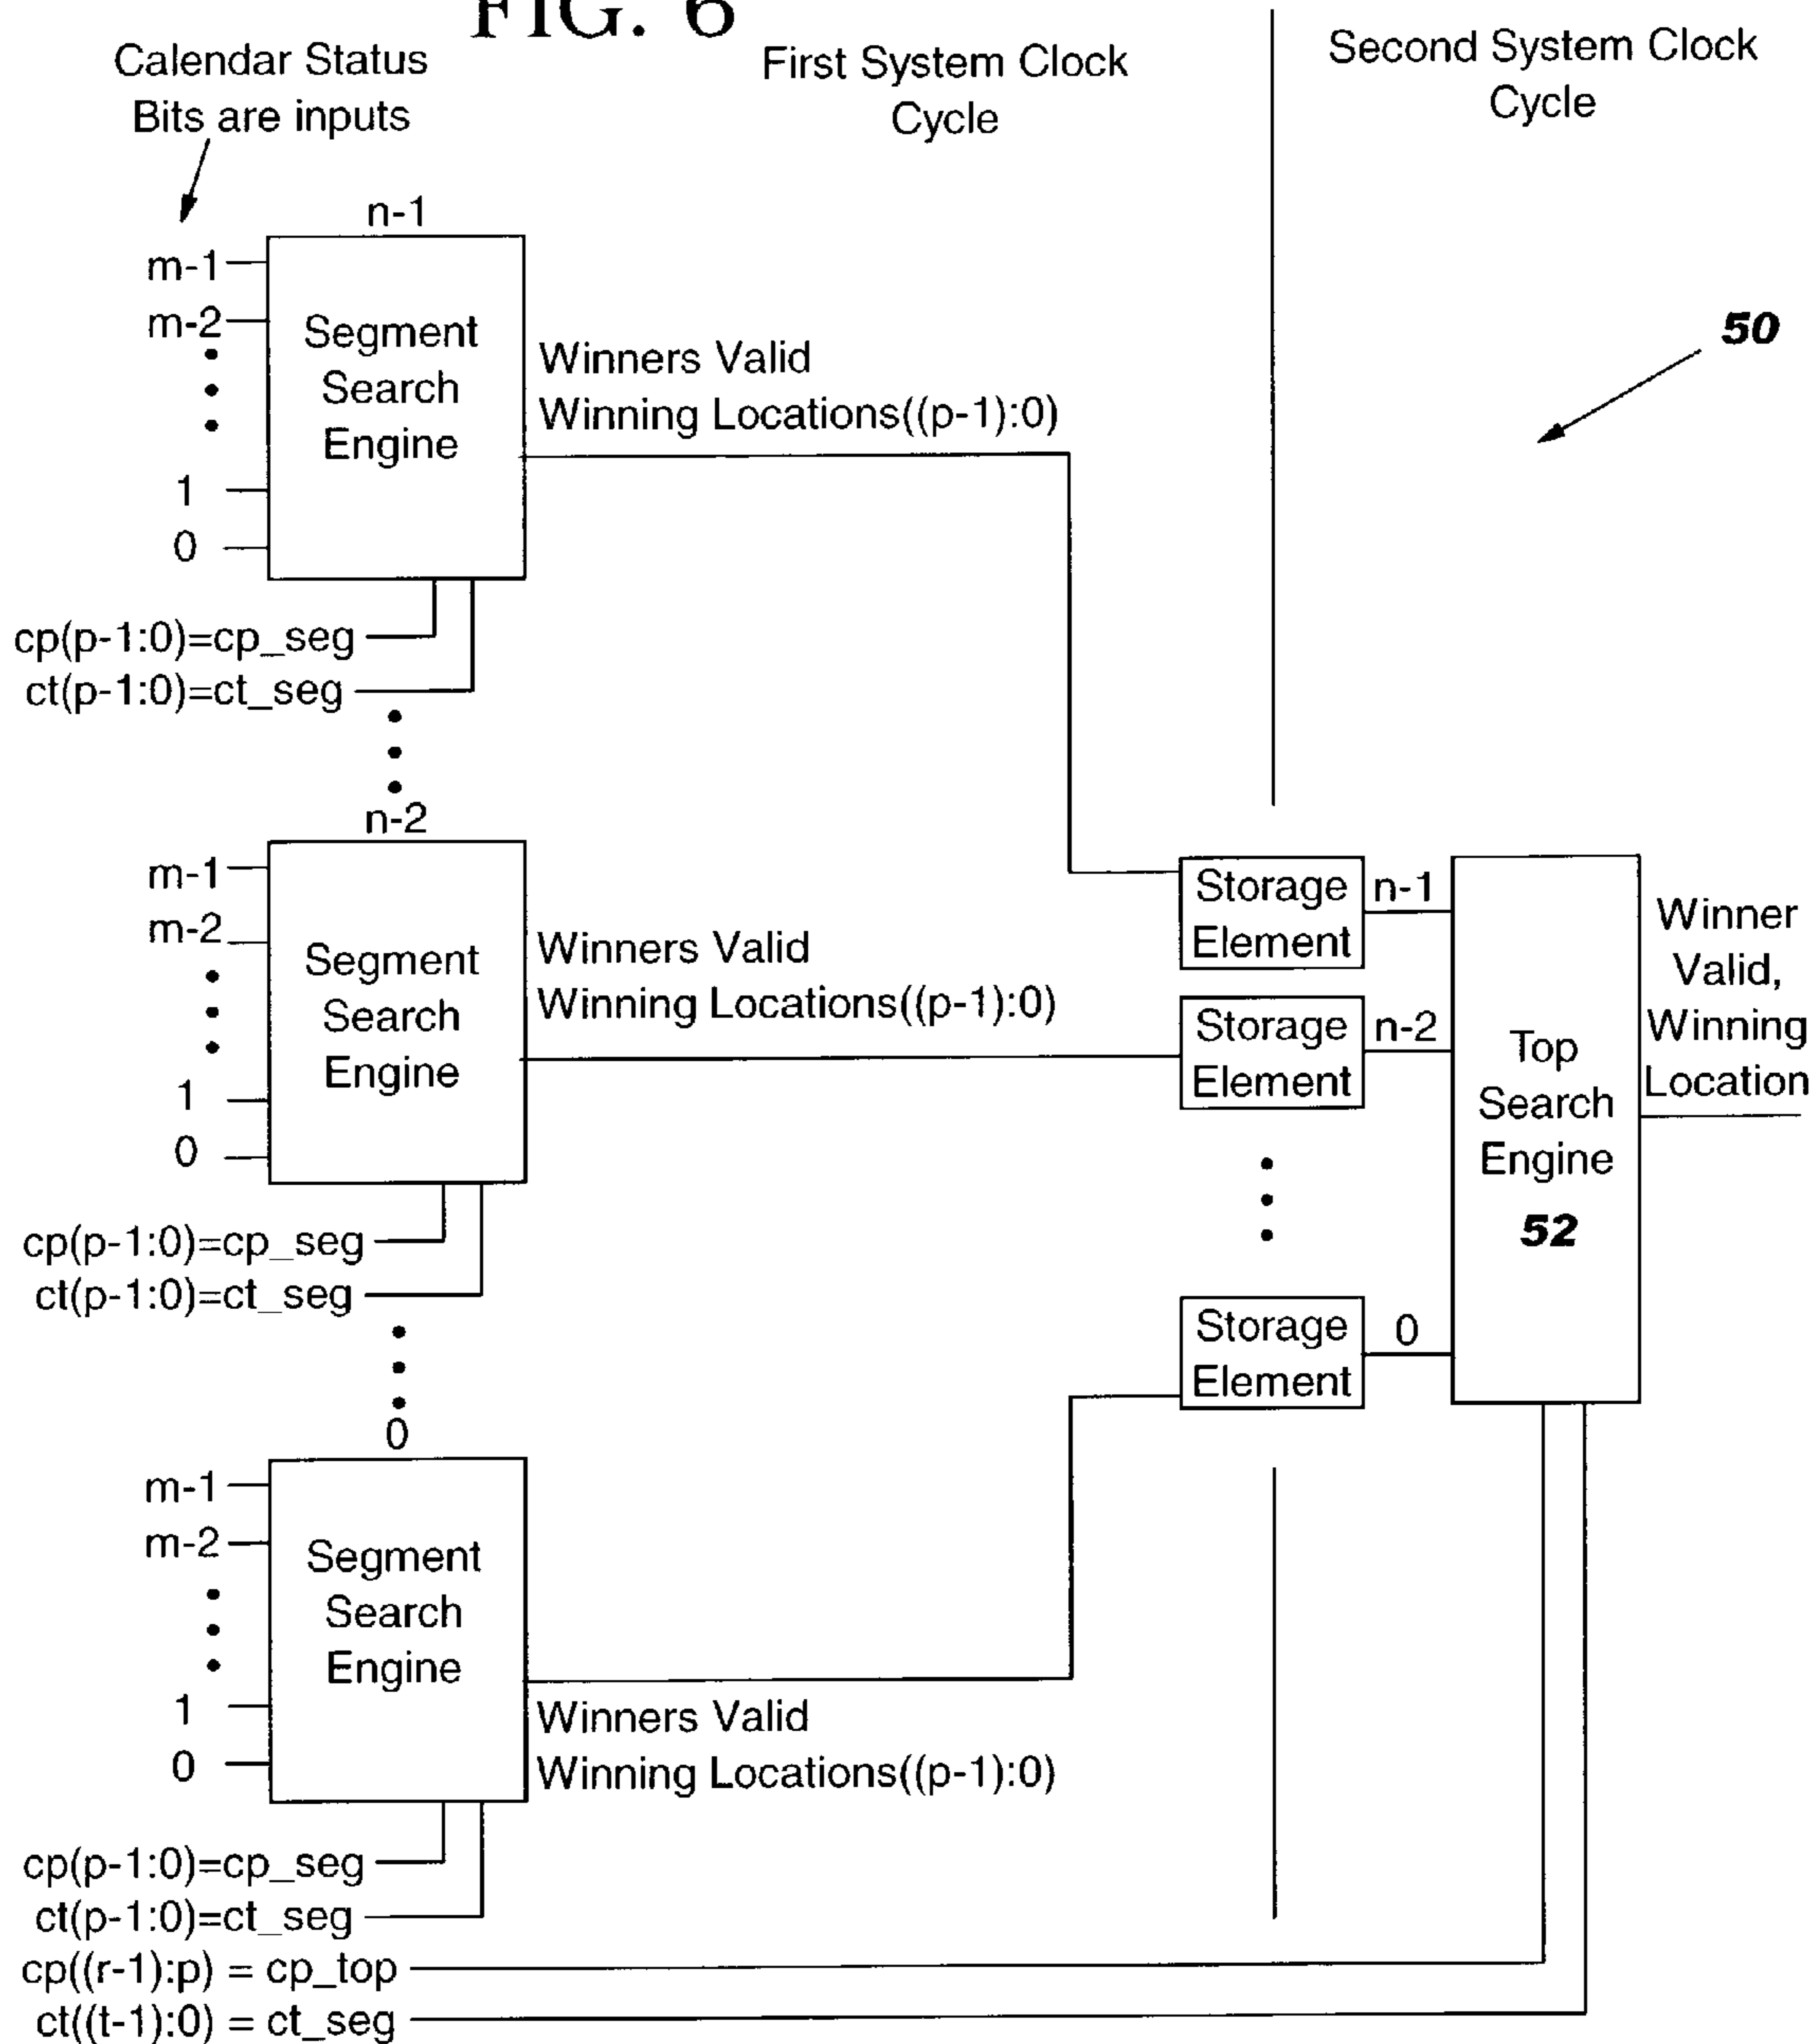 FIG. 6
Calendar Status
Bits are inputs
First System Clock
Cycle
Second System Clock
Cycle
50
n-1
m-1
m-2
1
0
Segment
Search
Engine
Winners Valid
Winning Locations((p-1):0)
cp(p-1:0)=cp_seg
ct(p-1:0)=ct_seg
n-2
m-1
m-2
1
0
Segment
Search
Engine
Winners Valid
Winning Locations((p-1):0)
cp(p-1:0)=cp_seg
ct(p-1:0)=ct_seg
0
m-1
m-2
1
0
Segment
Search
Engine
Winners Valid
Winning Locations((p-1):0)
cp(p-1:0)=cp_seg
ct(p-1:0)=ct_seg
cp((r-1):p) = cp_top
ct((t-1):0) = ct_seg
Storage
Element
n-1
Storage
Element
n-2
Storage
Element
0
Top
Search
Engine
52
Winner
Valid,
Winning
Location